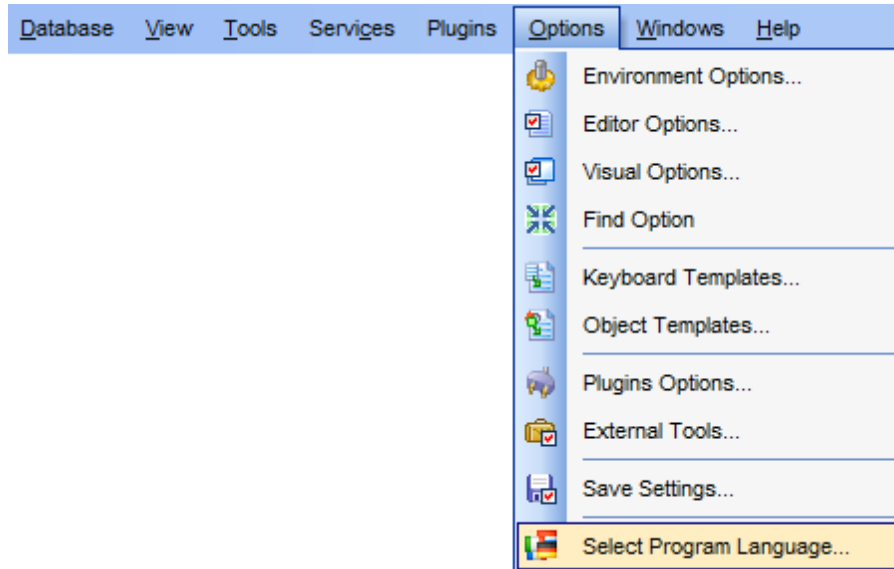 Database View Tools Services Plugins Options Windows Help
Environment Options...
Editor Options...
Visual Options...
Find Option
Keyboard Templates...
Object Templates...
Plugins Options...
External Tools...
Save Settings...
Select Program Language...